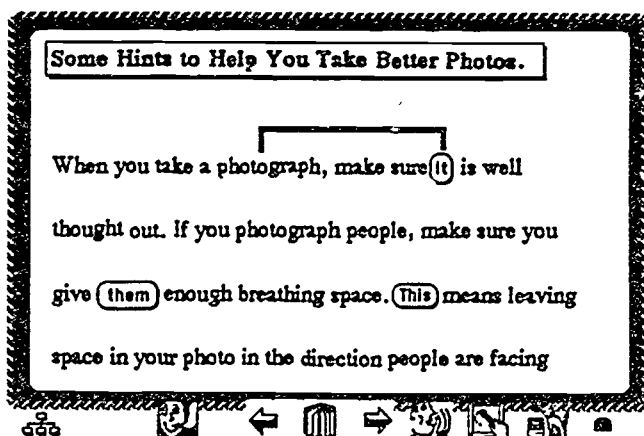 Some Hints to Help You Take Better Photos.
When you take a photograph, make sure it is well
thought out. If you photograph people, make sure you
give them enough breathing space. This means leaving
space in your photo in the direction people are facing